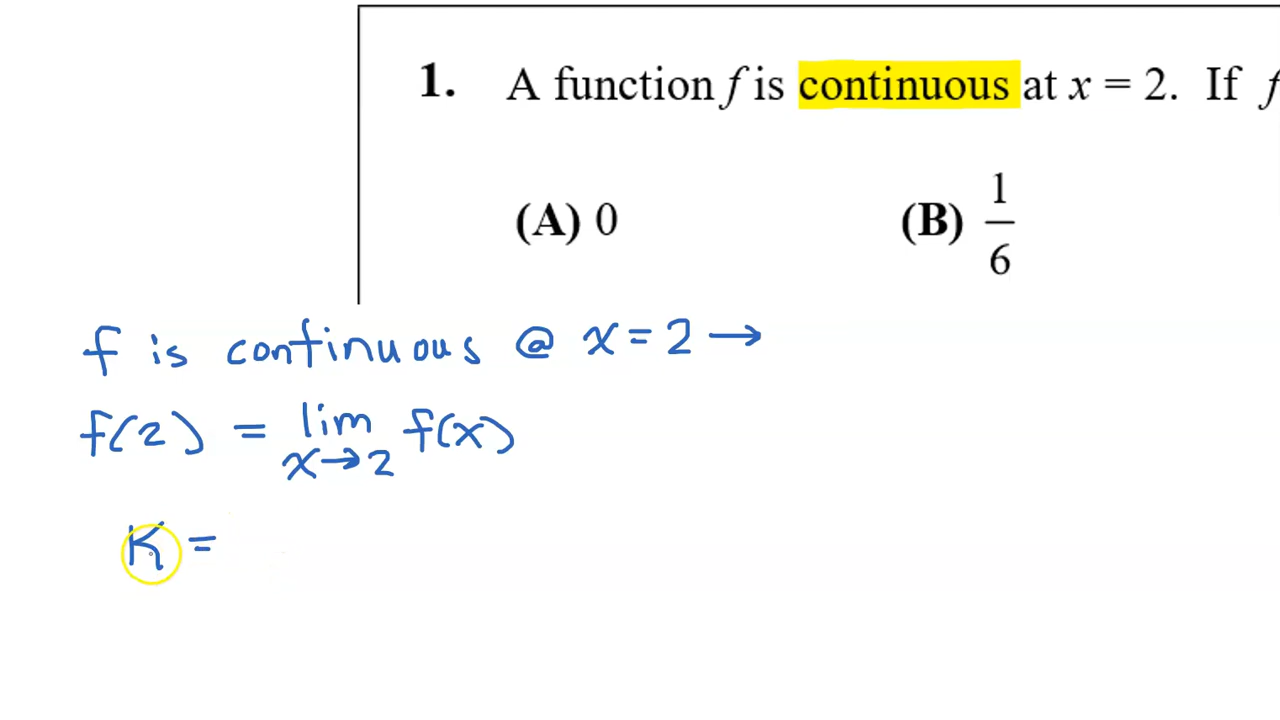 1. A function f is continuous at x = 2. If f
(A) 0 (B) 1/6
f is continuous @ x = 2 →
f(2) = lim x→2 f(x)
K =